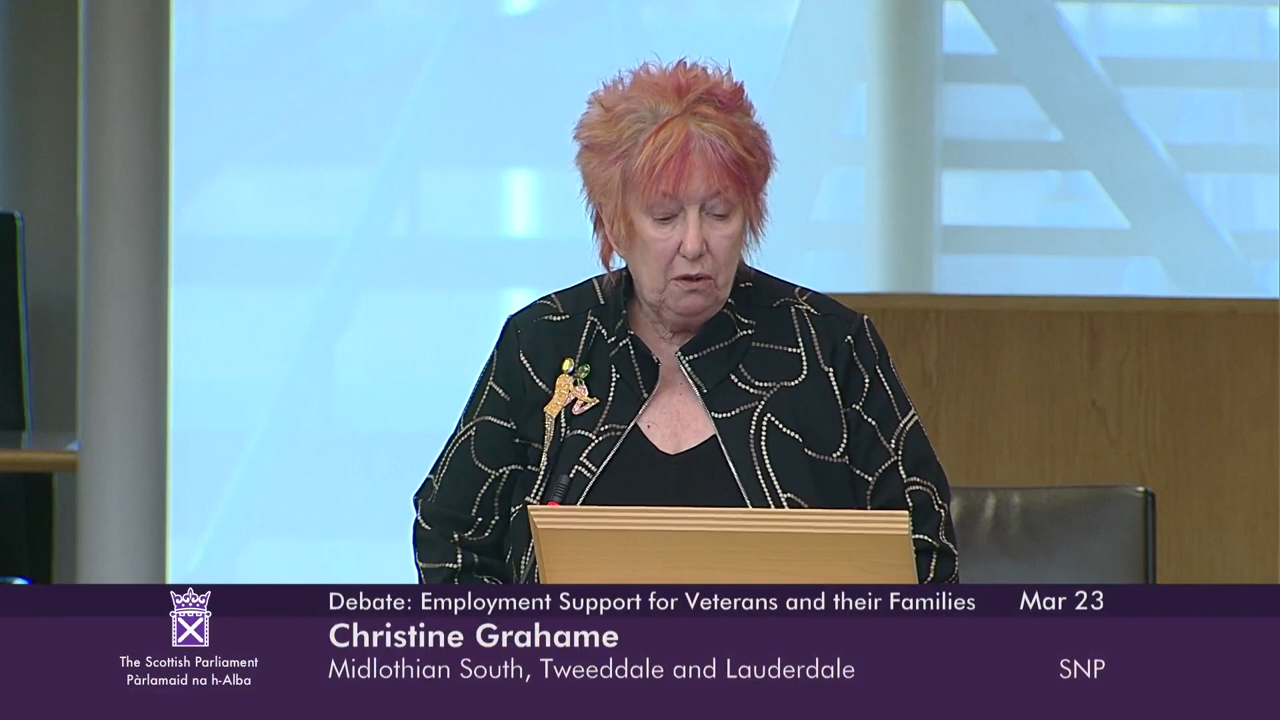 Debate: Employment Support for Veterans and their Families Mar 23
Christine Grahame
Midlothian South, Tweeddale and Lauderdale SNP
The Scottish Parliament
Pàrlamaid na h-Alba